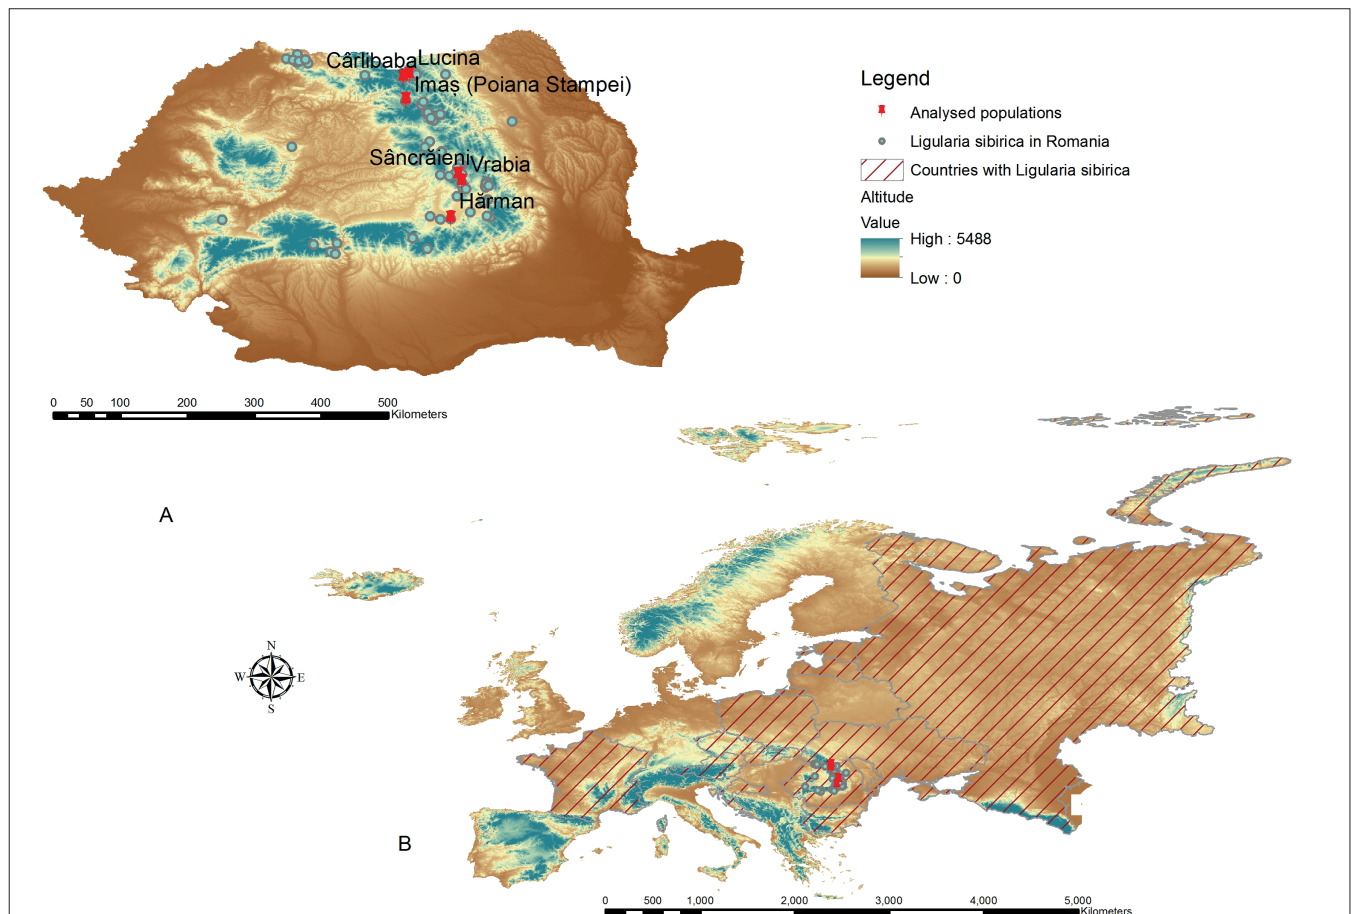 Cârlibaba Lucina
Imaș (Poiana Stampei)
Sâncrăieni Vrabia
Hărman
0 50 100 200 300 400 500
Kilometers
Legend
Analysed populations
Ligularia sibirica in Romania
Countries with Ligularia sibirica
Altitude
Value
High : 5488
Low : 0
A
N
W E
S
B
0 500 1,000 2,000 3,000 4,000 5,000
Kilometers